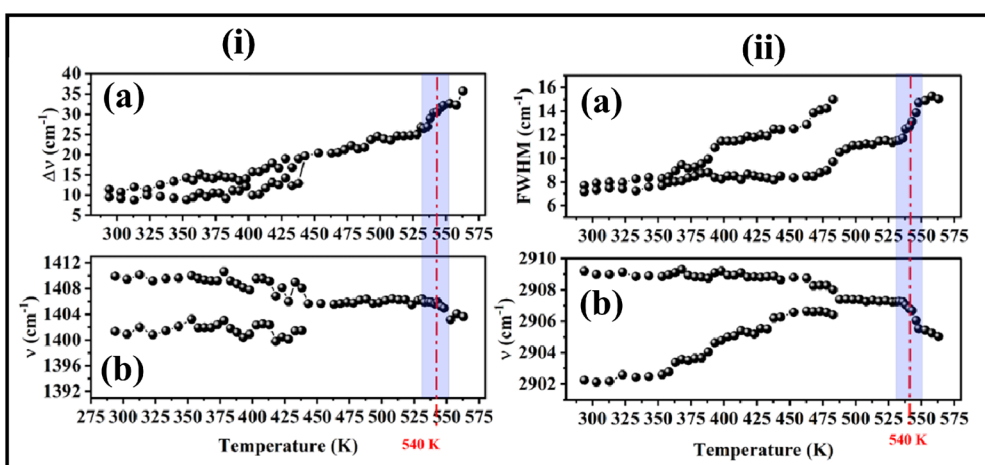 (i)
(ii)
(a)
40
35
30
25
20
15
10
5
Δν (cm⁻¹)
300 325 350 375 400 425 450 475 500 525 550 575
(b)
1412
1408
1404
1400
1396
1392
ν (cm⁻¹)
275 300 325 350 375 400 425 450 475 500 525 550 575
Temperature (K)
540 K
(a)
16
14
12
10
8
6
FWHM (cm⁻¹)
300 325 350 375 400 425 450 475 500 525 550 575
(b)
2910
2908
2906
2904
2902
ν (cm⁻¹)
300 325 350 375 400 425 450 475 500 525 550 575
Temperature (K)
540 K